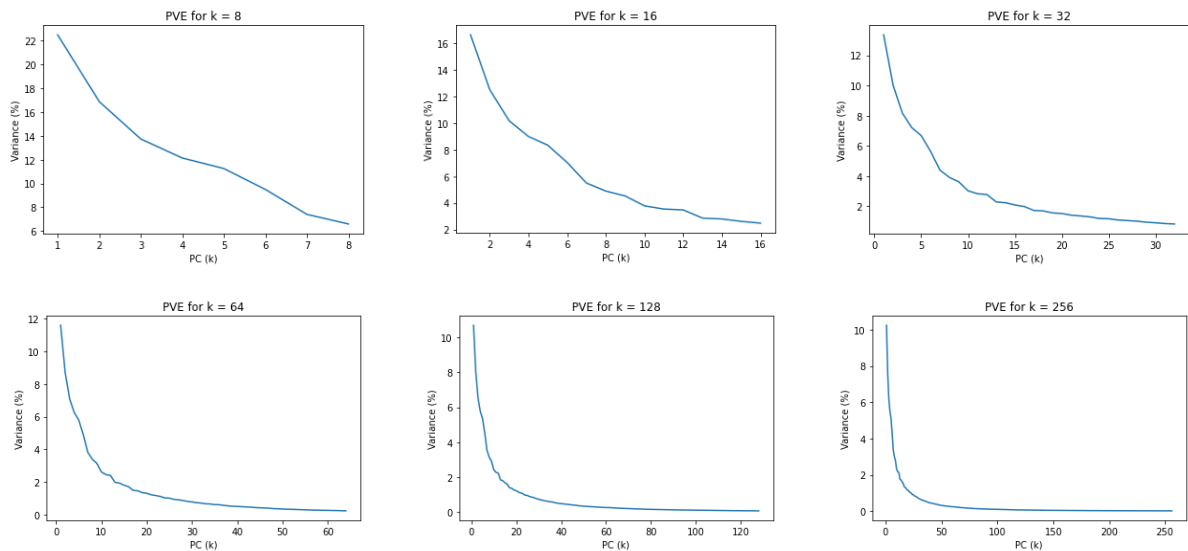 PVE for k = 8
22
20
18
16
14
12
10
8
6
Variance (%)
1 2 3 4 5 6 7 8
PC (k)
PVE for k = 16
16
14
12
10
8
6
4
2
Variance (%)
2 4 6 8 10 12 14 16
PC (k)
PVE for k = 32
12
10
8
6
4
2
Variance (%)
0 5 10 15 20 25 30
PC (k)
PVE for k = 64
12
10
8
6
4
2
0
Variance (%)
0 10 20 30 40 50 60
PC (k)
PVE for k = 128
10
8
6
4
2
0
Variance (%)
0 20 40 60 80 100 120
PC (k)
PVE for k = 256
10
8
6
4
2
0
Variance (%)
0 50 100 150 200 250
PC (k)